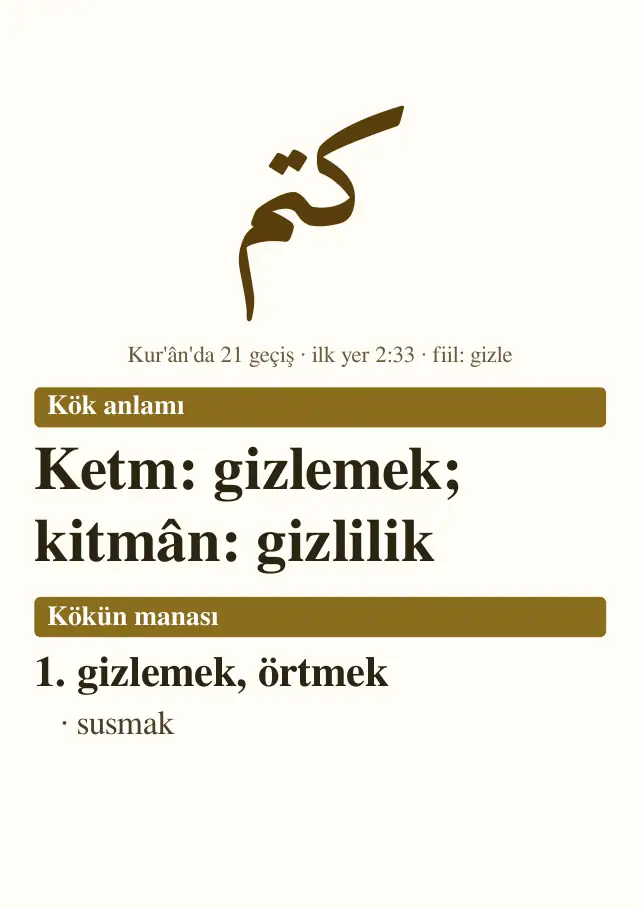 كتم
Kur'ân'da 21 geçiş · ilk yer 2:33 · fiil: gizle
Kök anlamı
Ketm: gizlemek;
kitmân: gizlilik
Kökün manası
1. gizlemek, örtmek
· susmak